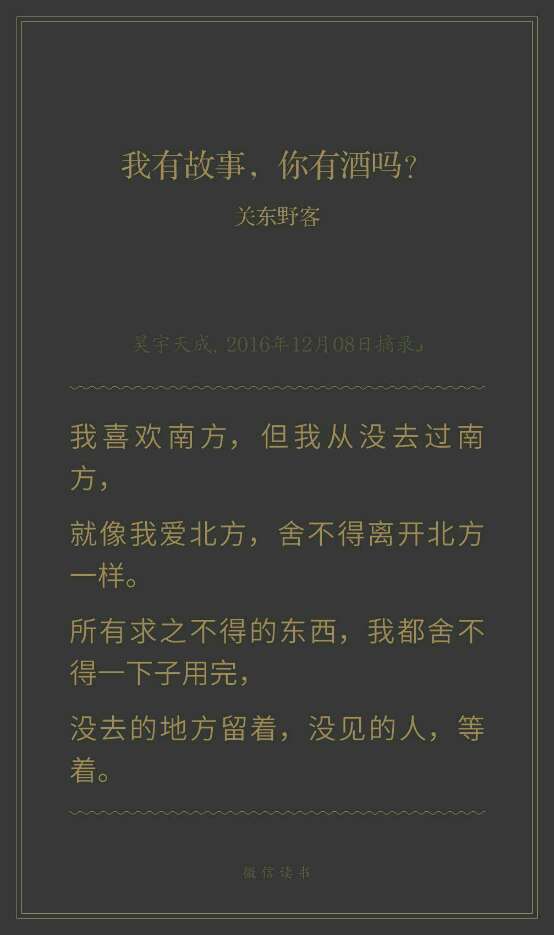 我有故事，你有酒吗？
关东野客
昊宇天成, 2016年12月08日摘录」
我喜欢南方，但我从没去过南
方，
就像我爱北方，舍不得离开北方
一样。
所有求之不得的东西，我都舍不
得一下子用完，
没去的地方留着，没见的人，等
着。
微信读书